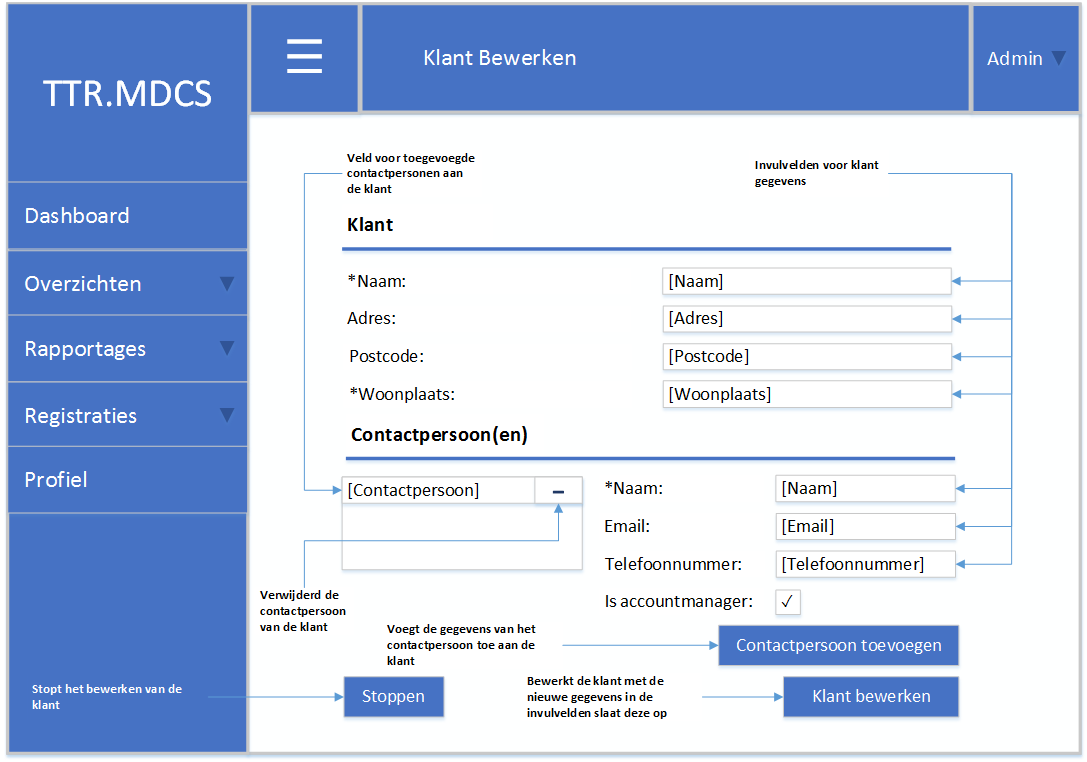 TTR.MDCS
Klant Bewerken
Admin
Dashboard
Overzichten
Rapportages
Registraties
Profiel
Veld voor toegevoegde
contactpersonen aan
de klant
Invulvelden voor klant
gegevens
Klant
*Naam:
[Naam]
Adres:
[Adres]
Postcode:
[Postcode]
*Woonplaats:
[Woonplaats]
Contactpersoon(en)
[Contactpersoon]
–
*Naam:
[Naam]
Email:
[Email]
Telefoonnummer:
[Telefoonnummer]
Is accountmanager:
✓
Verwijderd de
contactpersoon
van de klant
Voegt de gegevens van het
contactpersoon toe aan de
klant
Contactpersoon toevoegen
Stopt het bewerken van de
klant
Stoppen
Bewerkt de klant met de
nieuwe gegevens in de
invulvelden slaat deze op
Klant bewerken